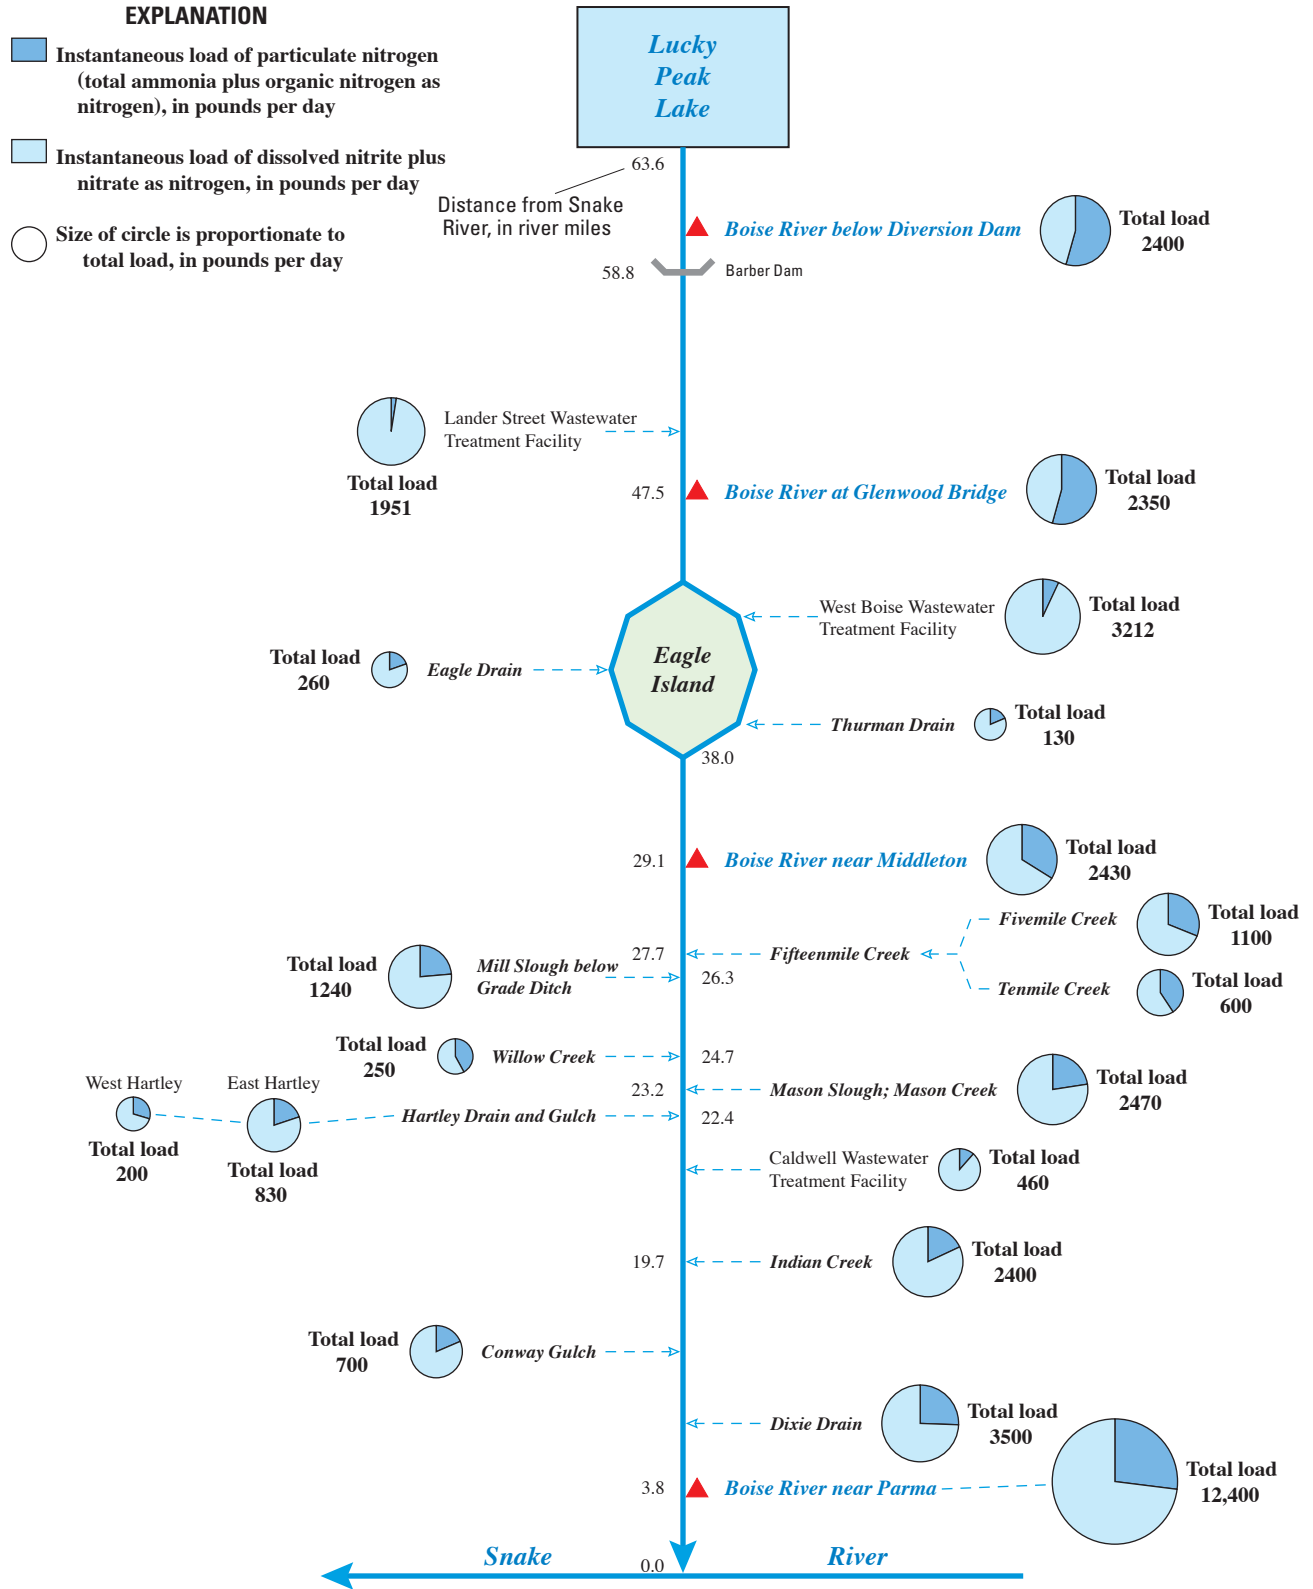 EXPLANATION
Instantaneous load of particulate nitrogen
(total ammonia plus organic nitrogen as
nitrogen), in pounds per day
Instantaneous load of dissolved nitrite plus
nitrate as nitrogen, in pounds per day
Size of circle is proportionate to
total load, in pounds per day
Lucky
Peak
Lake
63.6
Distance from Snake
River, in river miles
Boise River below Diversion Dam
Total load
2400
58.8
Barber Dam
Lander Street Wastewater
Treatment Facility
Total load
1951
47.5
Boise River at Glenwood Bridge
Total load
2350
West Boise Wastewater
Treatment Facility
Total load
3212
Eagle
Island
Total load
260
Eagle Drain
Thurman Drain
Total load
130
38.0
29.1
Boise River near Middleton
Total load
2430
Fivemile Creek
Total load
1100
27.7
Fifteenmile Creek
Total load
1240
Mill Slough below
Grade Ditch
26.3
Tenmile Creek
Total load
600
Total load
250
Willow Creek
24.7
23.2
Mason Slough; Mason Creek
Total load
2470
West Hartley
East Hartley
Hartley Drain and Gulch
22.4
Total load
200
Total load
830
Caldwell Wastewater
Treatment Facility
Total load
460
19.7
Indian Creek
Total load
2400
Total load
700
Conway Gulch
Dixie Drain
Total load
3500
3.8
Boise River near Parma
Total load
12,400
Snake
0.0
River